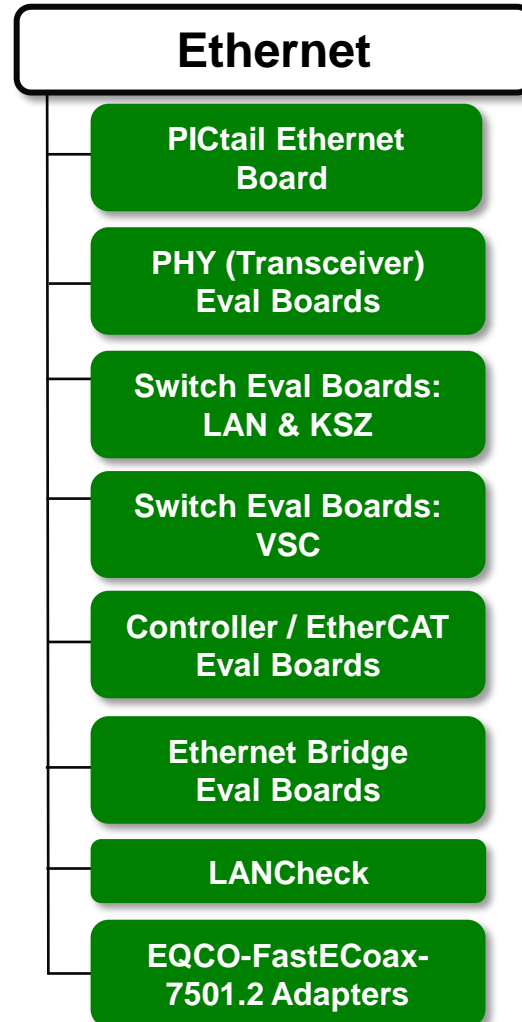 Ethernet
PICtail Ethernet
Board
PHY (Transceiver)
Eval Boards
Switch Eval Boards:
LAN & KSZ
Switch Eval Boards:
VSC
Controller / EtherCAT
Eval Boards
Ethernet Bridge
Eval Boards
LANCheck
EQCO-FastECoax-
7501.2 Adapters